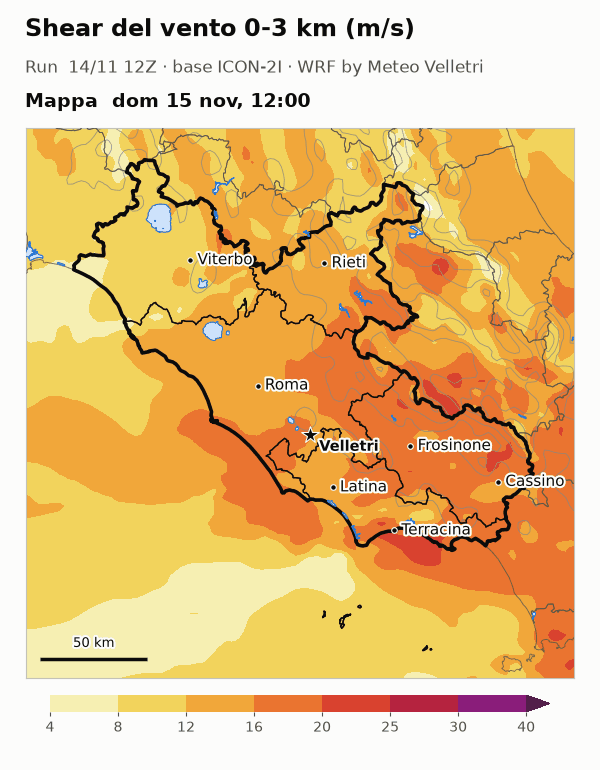 Shear del vento 0-3 km (m/s)
Run  14/11 12Z · base ICON-2I · WRF by Meteo Velletri
Mappa  dom 15 nov, 12:00
Viterbo
Rieti
Roma
Velletri
Frosinone
Latina
Cassino
Terracina
50 km
4 8 12 16 20 25 30 40